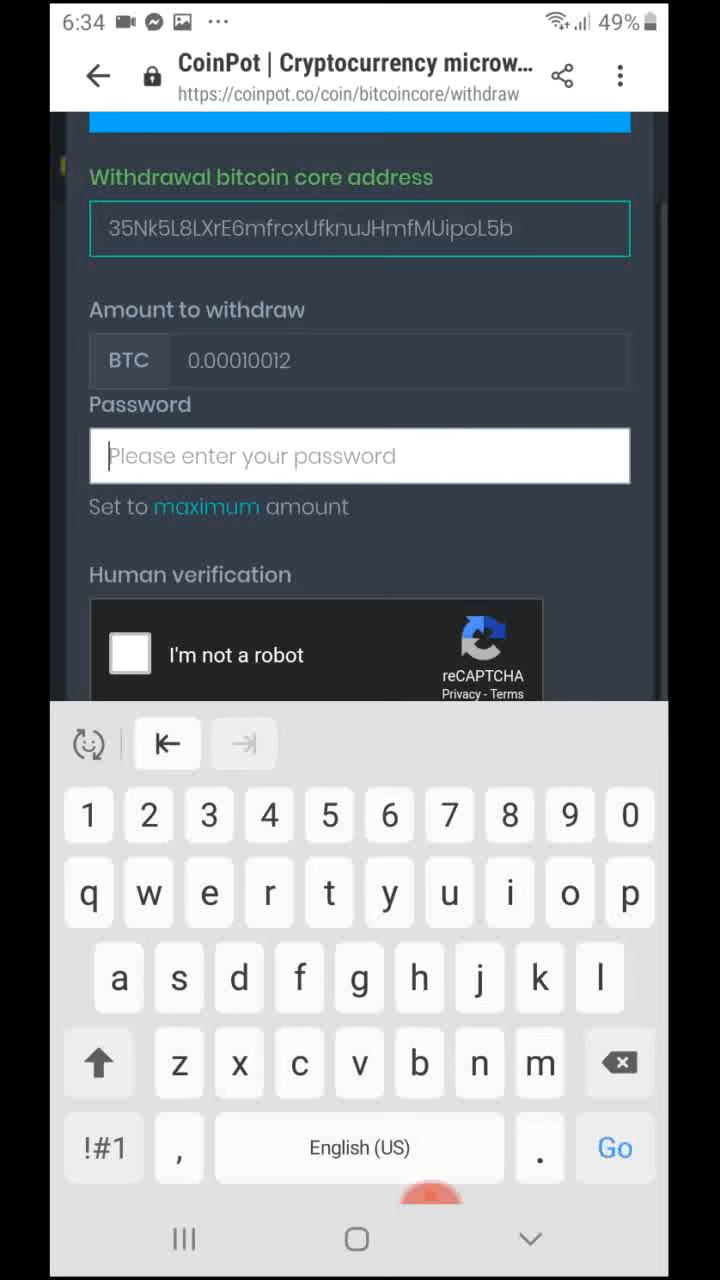 6:34 49%
CoinPot | Cryptocurrency microw...
https://coinpot.co/coin/bitcoincore/withdraw
Withdrawal bitcoin core address
35Nk5L8LXrE6mfrcxUfknuJHmfMUipoL5b
Amount to withdraw
BTC 0.00010012
Password
Please enter your password
Set to maximum amount
Human verification
I'm not a robot
reCAPTCHA
Privacy - Terms
1 2 3 4 5 6 7 8 9 0
q w e r t y u i o p
a s d f g h j k l
z x c v b n m
!#1 , English (US) . Go